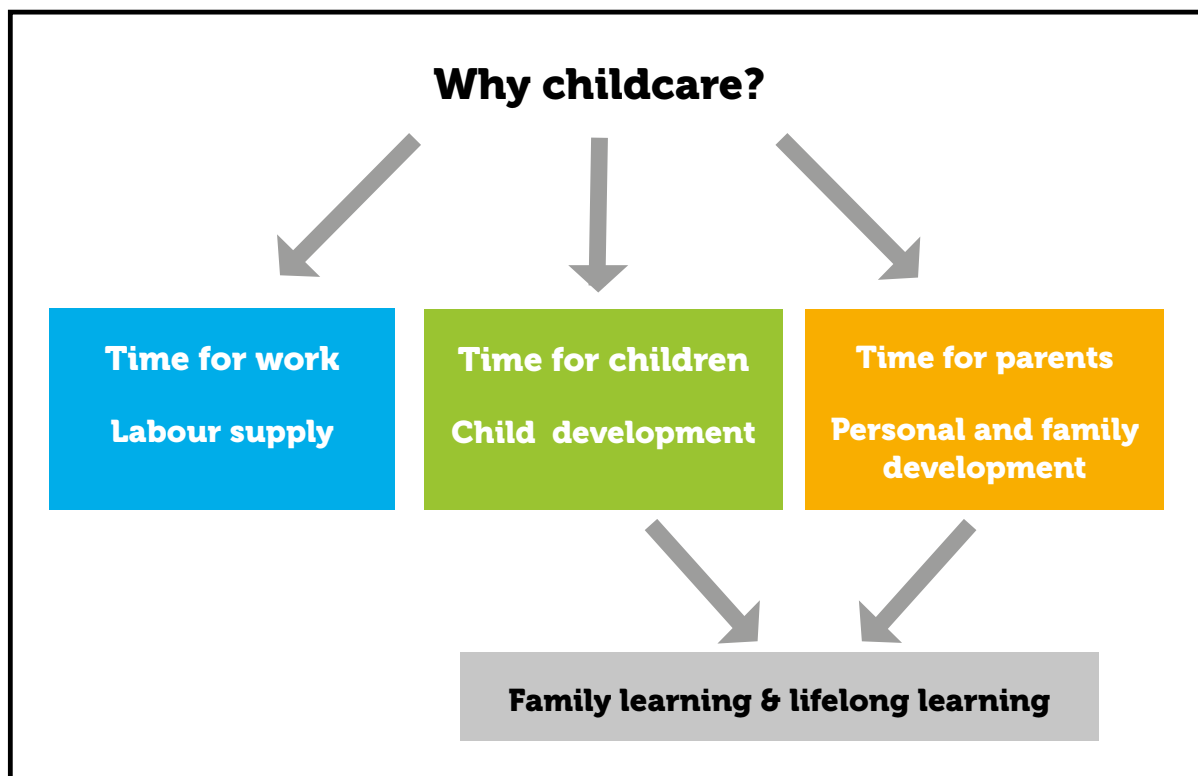 Why childcare?
Time for work
Labour supply
Time for children
Child development
Time for parents
Personal and family
development
Family learning & lifelong learning